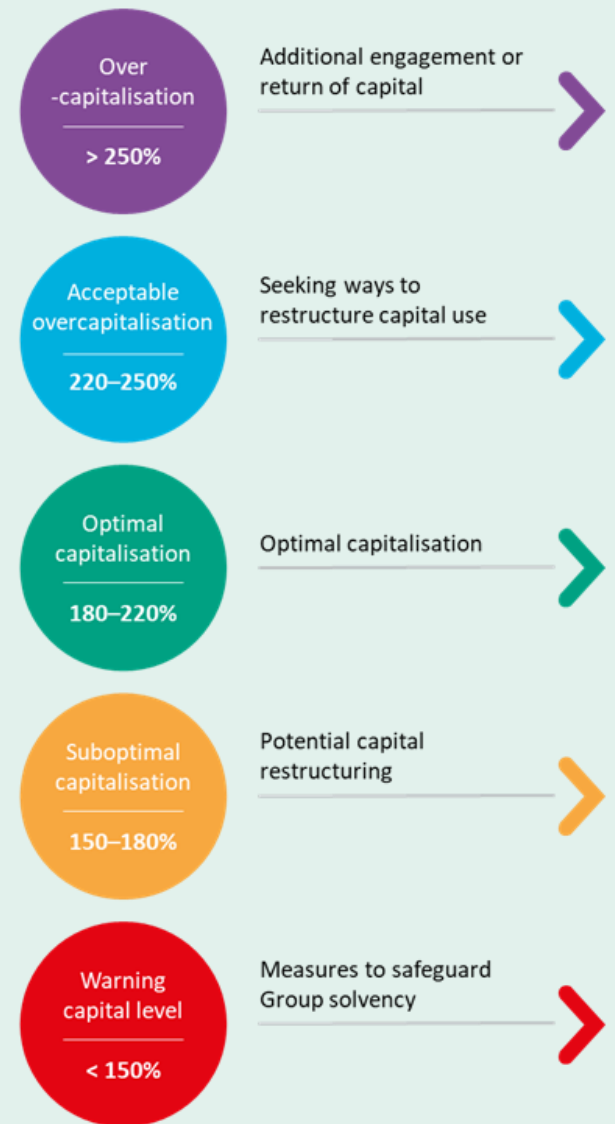 Over
-capitalisation
> 250%
Additional engagement or
return of capital
Acceptable
overcapitalisation
220–250%
Seeking ways to
restructure capital use
Optimal
capitalisation
180–220%
Optimal capitalisation
Suboptimal
capitalisation
150–180%
Potential capital
restructuring
Warning
capital level
< 150%
Measures to safeguard
Group solvency